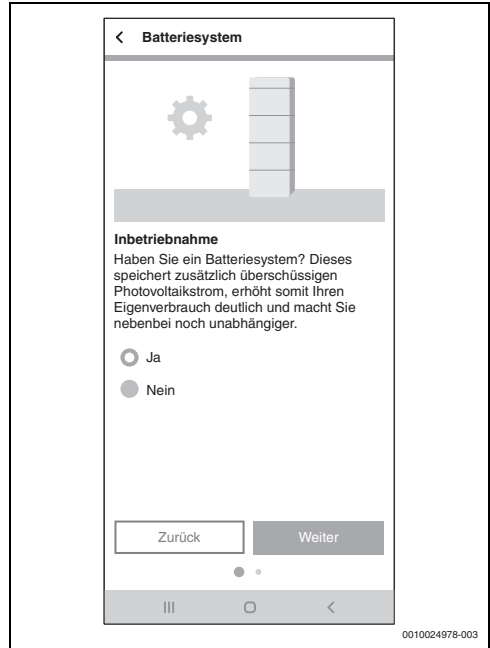 Batteriesystem
Inbetriebnahme
Haben Sie ein Batteriesystem? Dieses
speichert zusätzlich überschüssigen
Photovoltaikstrom, erhöht somit Ihren
Eigenverbrauch deutlich und macht Sie
nebenbei noch unabhängiger.
Ja
Nein
Zurück Weiter
0010024978-003